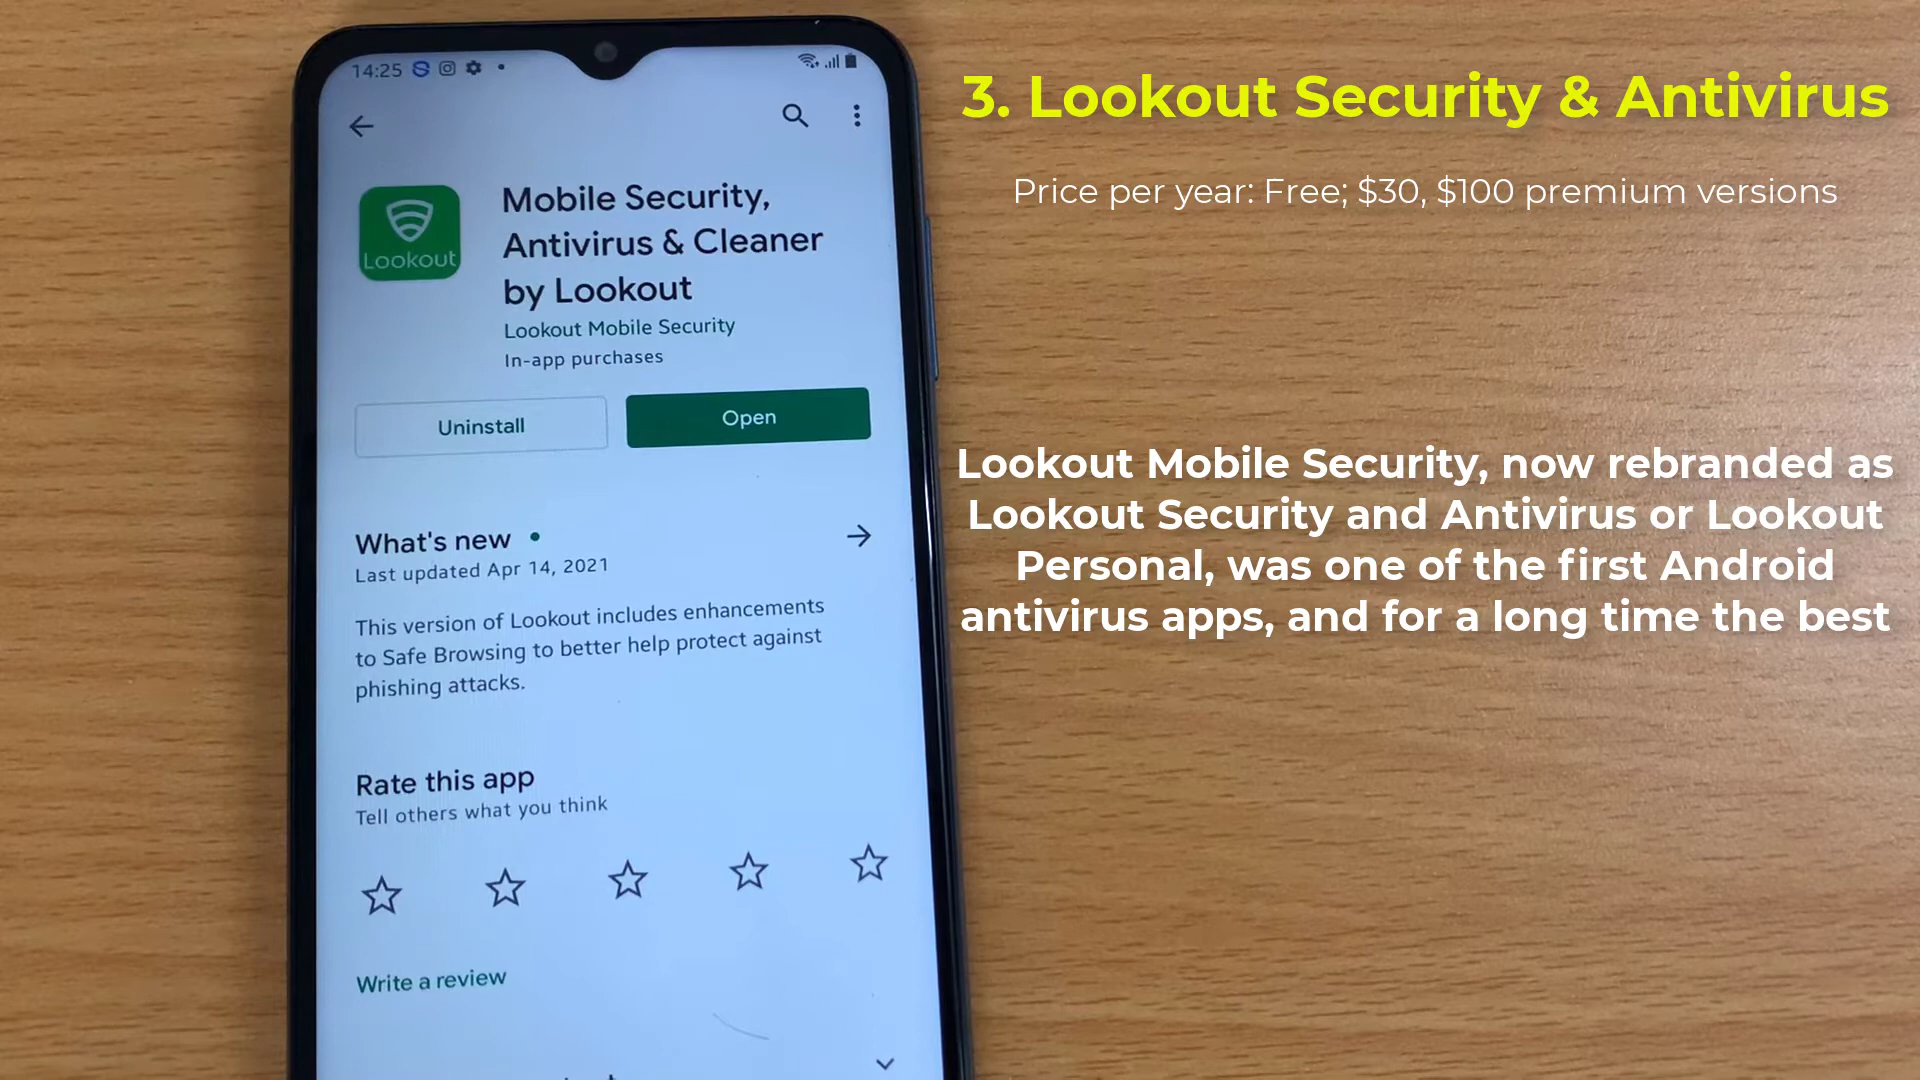 14:25
Lookout
Mobile Security,
Antivirus & Cleaner
by Lookout
Lookout Mobile Security
In-app purchases
Uninstall
Open
What's new
Last updated Apr 14, 2021
This version of Lookout includes enhancements
to Safe Browsing to better help protect against
phishing attacks.
Rate this app
Tell others what you think
Write a review
3. Lookout Security & Antivirus
Price per year: Free; $30, $100 premium versions
Lookout Mobile Security, now rebranded as
Lookout Security and Antivirus or Lookout
Personal, was one of the first Android
antivirus apps, and for a long time the best